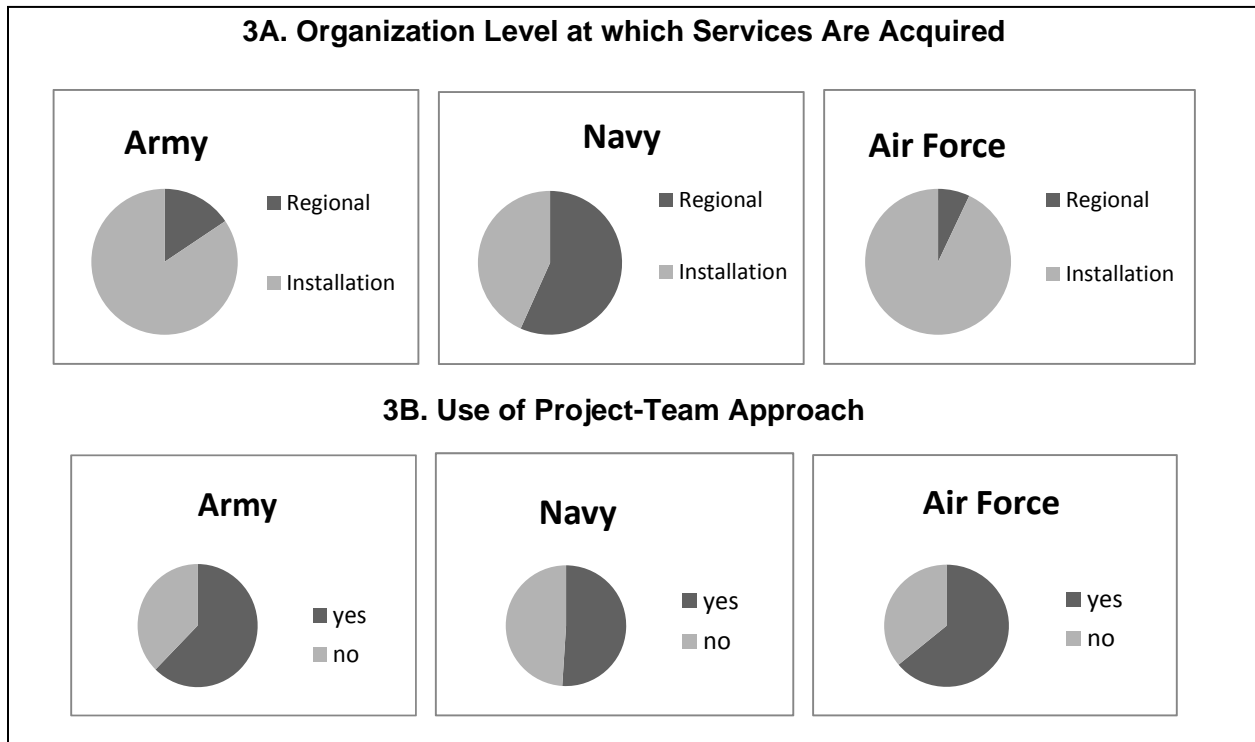 3A. Organization Level at which Services Are Acquired
Army
Regional
Installation
Navy
Regional
Installation
Air Force
Regional
Installation
3B. Use of Project-Team Approach
Army
yes
no
Navy
yes
no
Air Force
yes
no